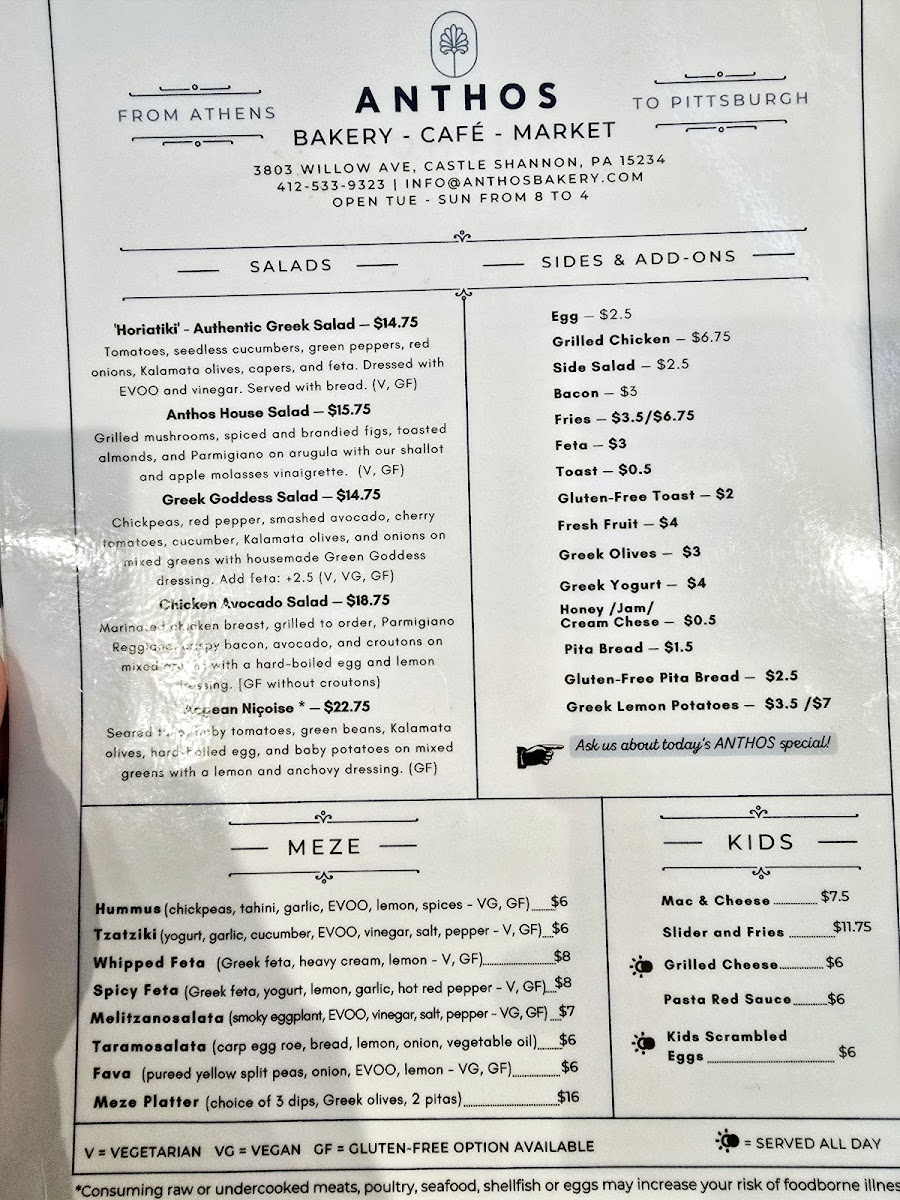 FROM ATHENS
ANTHOS
TO PITTSBURGH
BAKERY - CAFÉ - MARKET
3803 WILLOW AVE, CASTLE SHANNON, PA 15234
412-533-9323 | INFO@ANTHOSBAKERY.COM
OPEN TUE - SUN FROM 8 TO 4
SALADS
'Horiatiki' - Authentic Greek Salad — $14.75
Tomatoes, seedless cucumbers, green peppers, red
onions, Kalamata olives, capers, and feta. Dressed with
EVOO and vinegar. Served with bread. (V, GF)
Anthos House Salad — $15.75
Grilled mushrooms, spiced and brandied figs, toasted
almonds, and Parmigiano on arugula with our shallot
and apple molasses vinaigrette. (V, GF)
Greek Goddess Salad — $14.75
Chickpeas, red pepper, smashed avocado, cherry
tomatoes, cucumber, Kalamata olives, and onions on
mixed greens with housemade Green Goddess
dressing. Add feta: +2.5 (V, VG, GF)
Chicken Avocado Salad — $18.75
Marinated chicken breast, grilled to order, Parmigiano
Reggiano, crispy bacon, avocado, and croutons on
mixed greens with a hard-boiled egg and lemon
dressing. [GF without croutons)
Aegean Niçoise * — $22.75
Seared tuna, ruby tomatoes, green beans, Kalamata
olives, hard-boiled egg, and baby potatoes on mixed
greens with a lemon and anchovy dressing. (GF)
SIDES & ADD-ONS
Egg — $2.5
Grilled Chicken — $6.75
Side Salad — $2.5
Bacon — $3
Fries — $3.5/$6.75
Feta — $3
Toast — $0.5
Gluten-Free Toast — $2
Fresh Fruit — $4
Greek Olives — $3
Greek Yogurt — $4
Honey /Jam/
Cream Chese — $0.5
Pita Bread — $1.5
Gluten-Free Pita Bread — $2.5
Greek Lemon Potatoes — $3.5 /$7
Ask us about today's ANTHOS special!
MEZE
Hummus (chickpeas, tahini, garlic, EVOO, lemon, spices - VG, GF) $6
Tzatziki (yogurt, garlic, cucumber, EVOO, vinegar, salt, pepper - V, GF) $6
Whipped Feta (Greek feta, heavy cream, lemon - V, GF) $8
Spicy Feta (Greek feta, yogurt, lemon, garlic, hot red pepper - V, GF) $8
Melitzanosalata (smoky eggplant, EVOO, vinegar, salt, pepper - VG, GF) $7
Taramosalata (carp egg roe, bread, lemon, onion, vegetable oil) $6
Fava (pureed yellow split peas, onion, EVOO, lemon - VG, GF) $6
Meze Platter (choice of 3 dips, Greek olives, 2 pitas) $16
KIDS
Mac & Cheese $7.5
Slider and Fries $11.75
Grilled Cheese $6
Pasta Red Sauce $6
Kids Scrambled
Eggs $6
V = VEGETARIAN VG = VEGAN GF = GLUTEN-FREE OPTION AVAILABLE
= SERVED ALL DAY
*Consuming raw or undercooked meats, poultry, seafood, shellfish or eggs may increase your risk of foodborne illnes